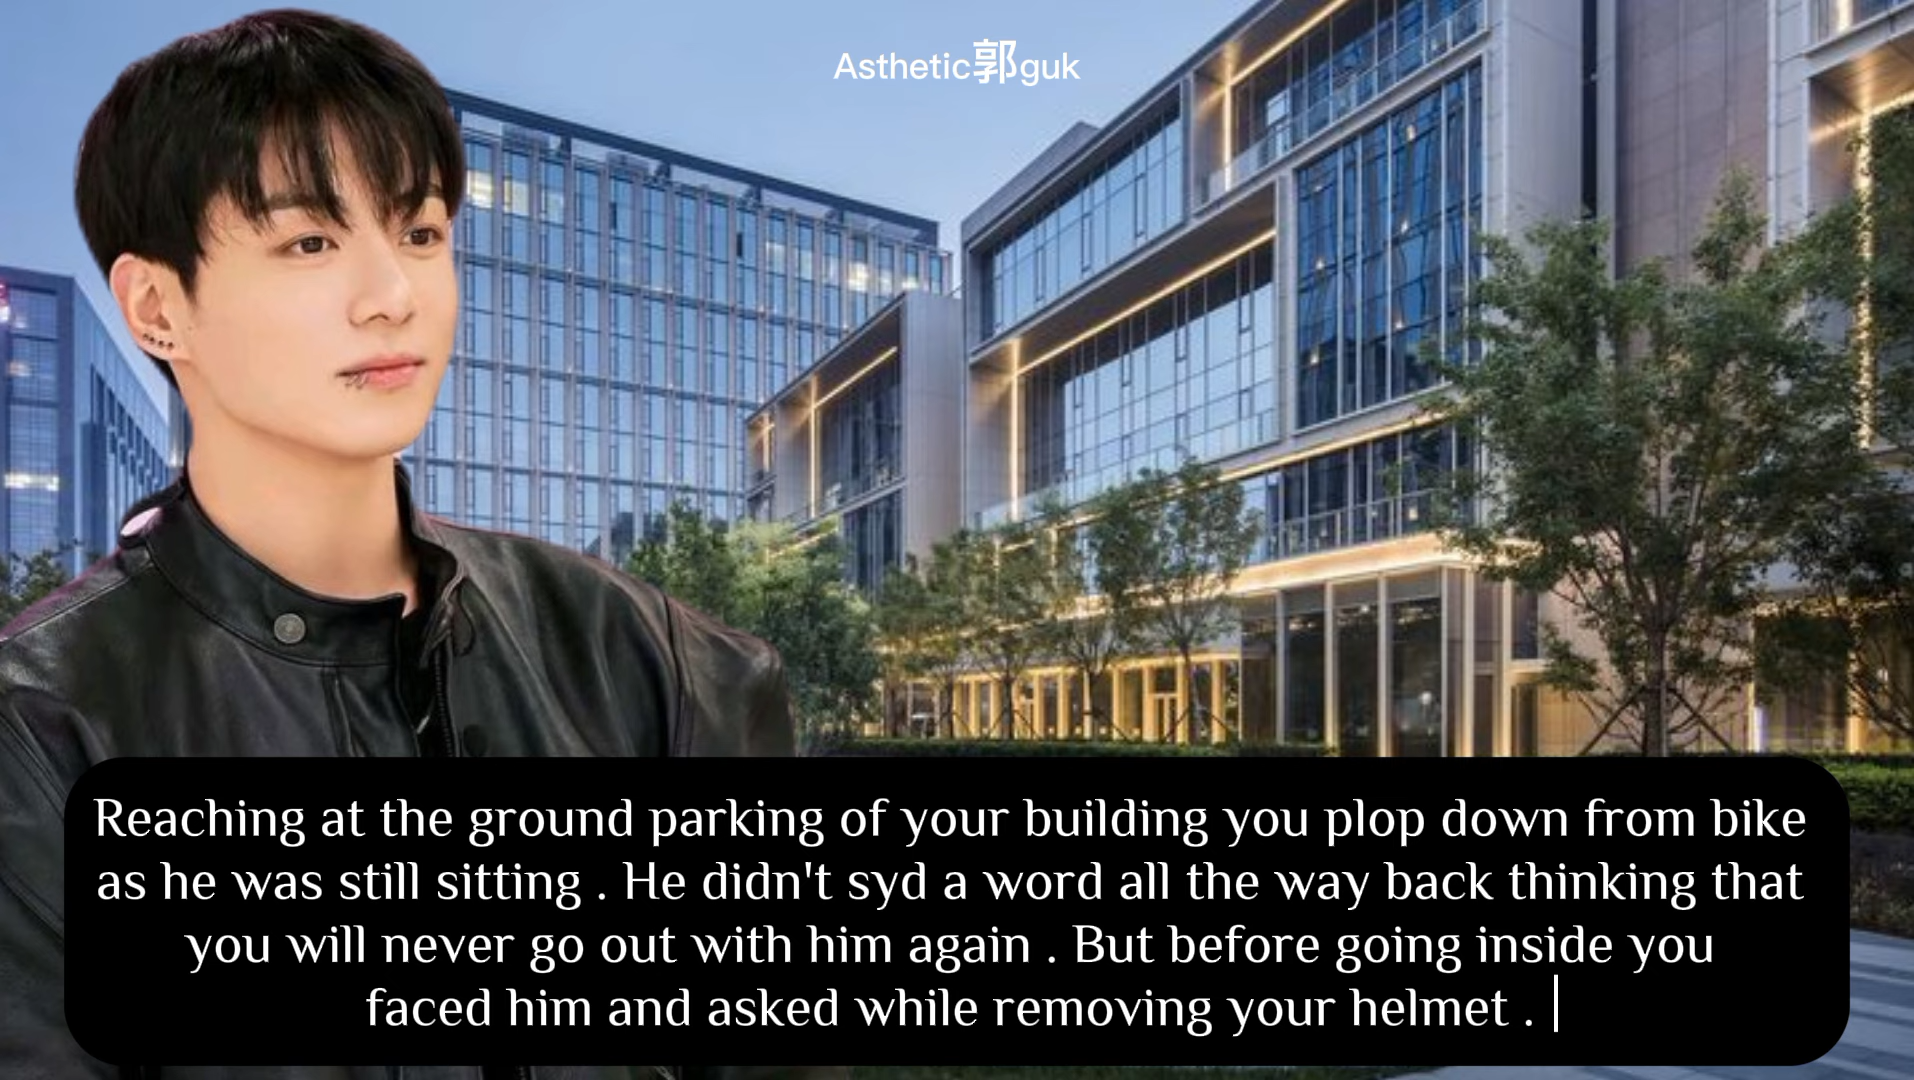 Asthetic郭guk
Reaching at the ground parking of your building you plop down from bike
as he was still sitting . He didn't syd a word all the way back thinking that
you will never go out with him again . But before going inside you
faced him and asked while removing your helmet .